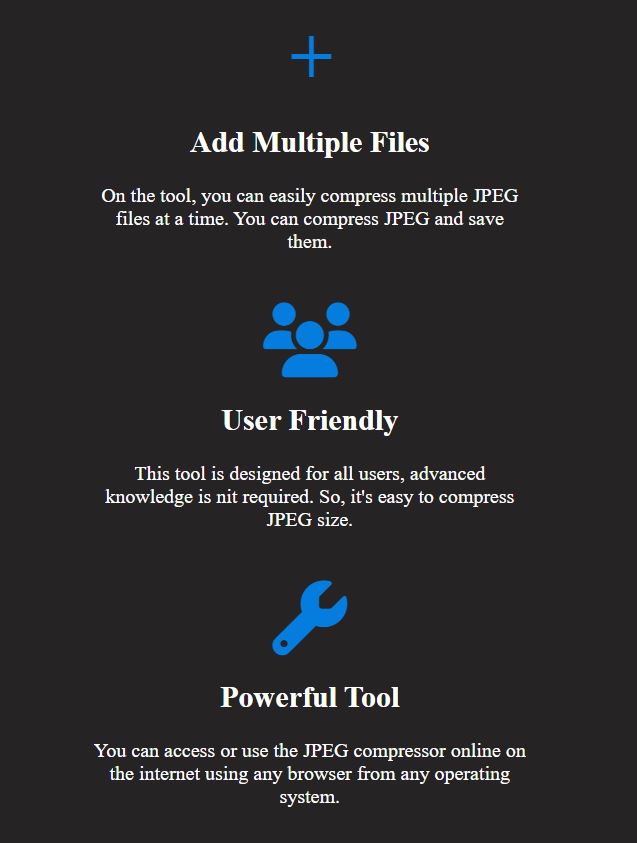 Add Multiple Files
On the tool, you can easily compress multiple JPEG
files at a time. You can compress JPEG and save
them.
User Friendly
This tool is designed for all users, advanced
knowledge is nit required. So, it's easy to compress
JPEG size.
Powerful Tool
You can access or use the JPEG compressor online on
the internet using any browser from any operating
system.